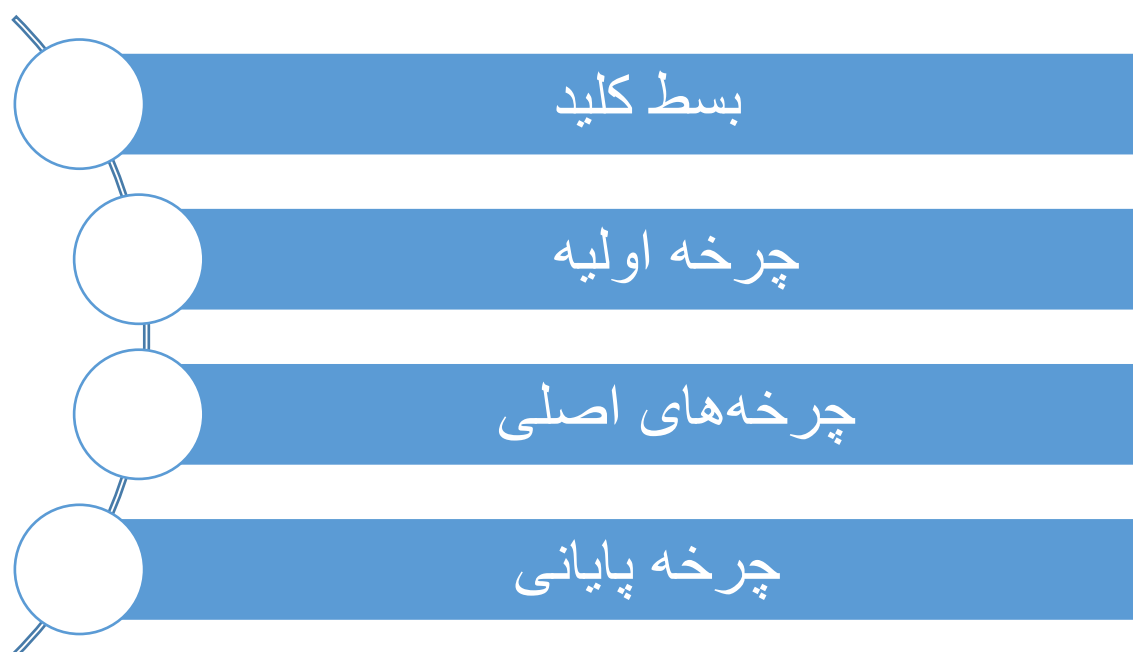 بسط کلید
چرخه اولیه
چرخه‌های اصلی
چرخه پایانی